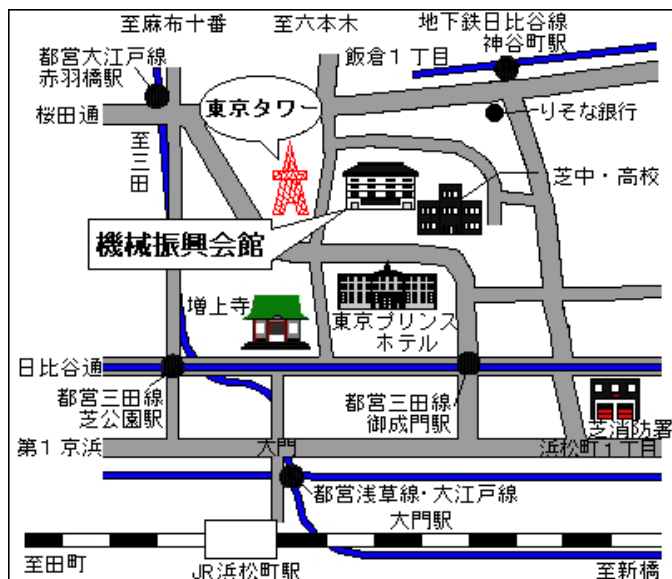 至麻布十番
至六本木
地下鉄日比谷線
神谷町駅
都営大江戸線
赤羽橋駅
飯倉1丁目
東京タワー
桜田通
りそな銀行
至三田
芝中・高校
機械振興会館
増上寺
東京プリンス
ホテル
日比谷通
都営三田線
芝公園駅
都営三田線
御成門駅
芝消防署
第1京浜
大門
浜松町1丁目
都営浅草線・大江戸線
大門駅
至田町
JR浜松町駅
至新橋